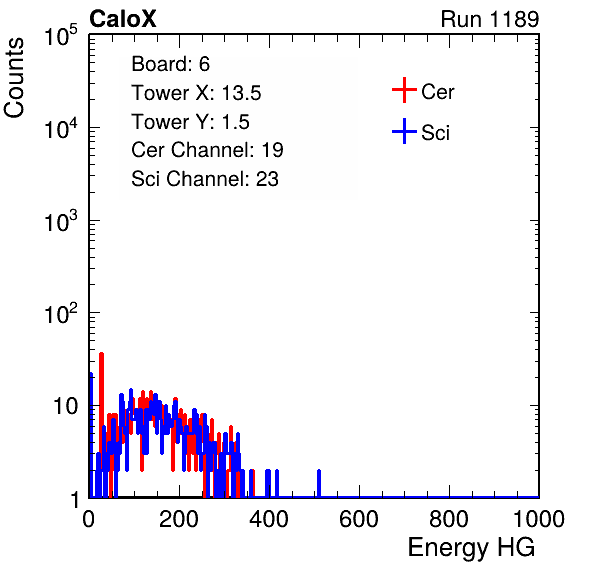 CaloX Run 1189
Counts
Board: 6
Tower X: 13.5
Tower Y: 1.5
Cer Channel: 19
Sci Channel: 23
Cer
Sci
10^5
10^4
10^3
10^2
10
1
0 200 400 600 800 1000
Energy HG